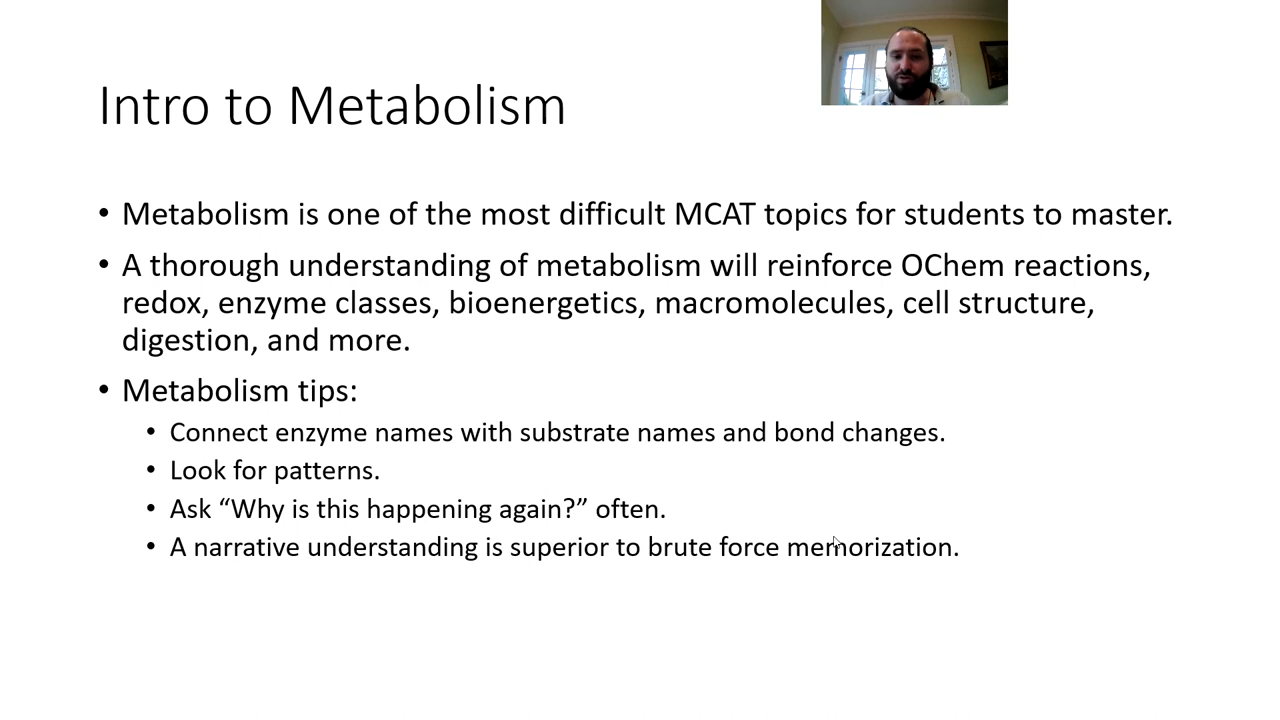 Intro to Metabolism
• Metabolism is one of the most difficult MCAT topics for students to master.
• A thorough understanding of metabolism will reinforce OChem reactions,
redox, enzyme classes, bioenergetics, macromolecules, cell structure,
digestion, and more.
• Metabolism tips:
• Connect enzyme names with substrate names and bond changes.
• Look for patterns.
• Ask “Why is this happening again?” often.
• A narrative understanding is superior to brute force memorization.